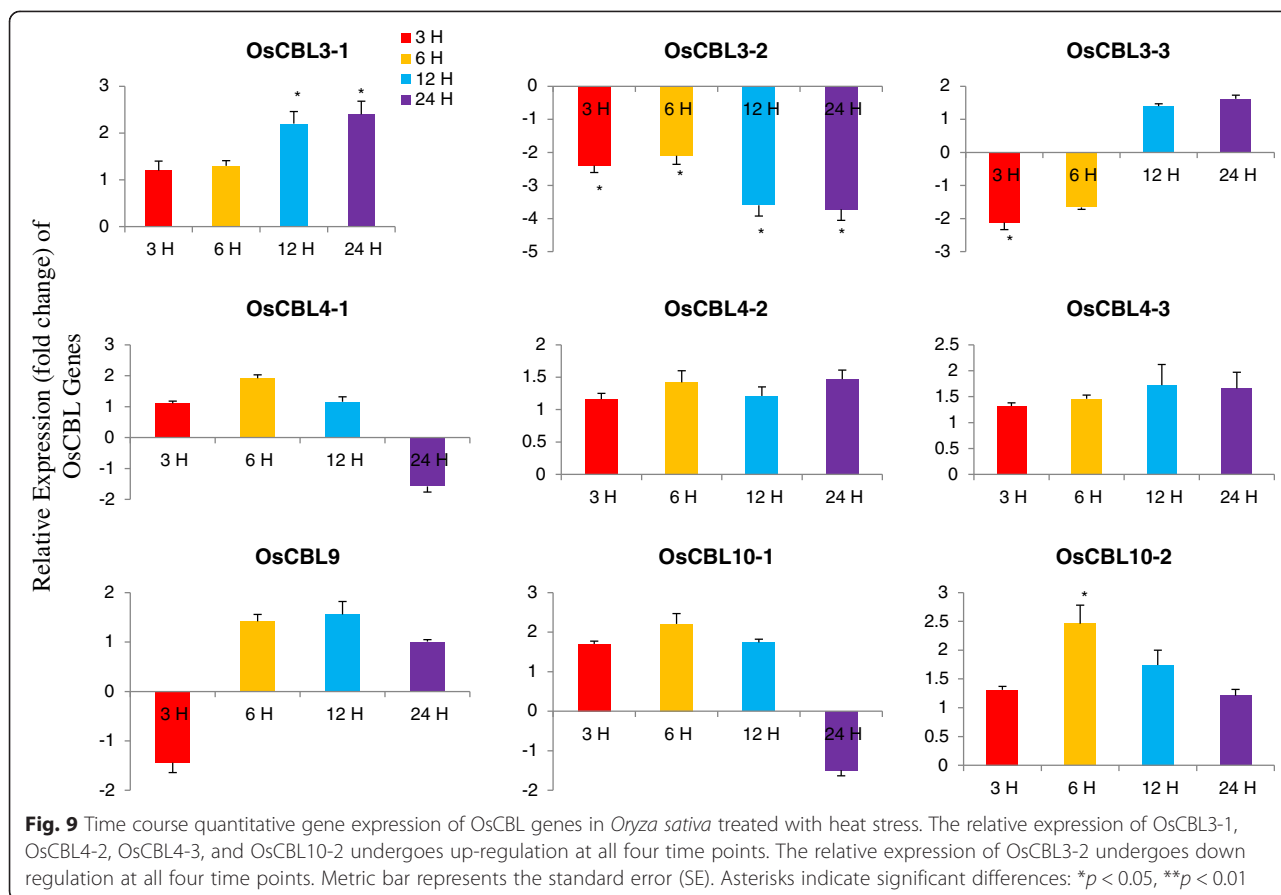 3 H
6 H
12 H
24 H
OsCBL3-1
3
2
1
0
* *
3 H 6 H 12 H 24 H
OsCBL3-2
0
-1
-2
-3
-4
-5
3 H 6 H 12 H 24 H
* * * *
OsCBL3-3
2
1
0
-1
-2
-3
3 H 6 H 12 H 24 H
*
Relative Expression (fold change) of
OsCBL Genes
OsCBL4-1
3
2
1
0
-1
-2
3 H 6 H 12 H 24 H
OsCBL4-2
2
1.5
1
0.5
0
3 H 6 H 12 H 24 H
OsCBL4-3
2.5
2
1.5
1
0.5
0
3 H 6 H 12 H 24 H
OsCBL9
2
1
0
-1
-2
3 H 6 H 12 H 24 H
OsCBL10-1
3
2
1
0
-1
-2
3 H 6 H 12 H 24 H
OsCBL10-2
3
2.5
2
1.5
1
0.5
0
*
3 H 6 H 12 H 24 H
Fig. 9 Time course quantitative gene expression of OsCBL genes in Oryza sativa treated with heat stress. The relative expression of OsCBL3-1,
OsCBL4-2, OsCBL4-3, and OsCBL10-2 undergoes up-regulation at all four time points. The relative expression of OsCBL3-2 undergoes down
regulation at all four time points. Metric bar represents the standard error (SE). Asterisks indicate significant differences: *p < 0.05, **p < 0.01